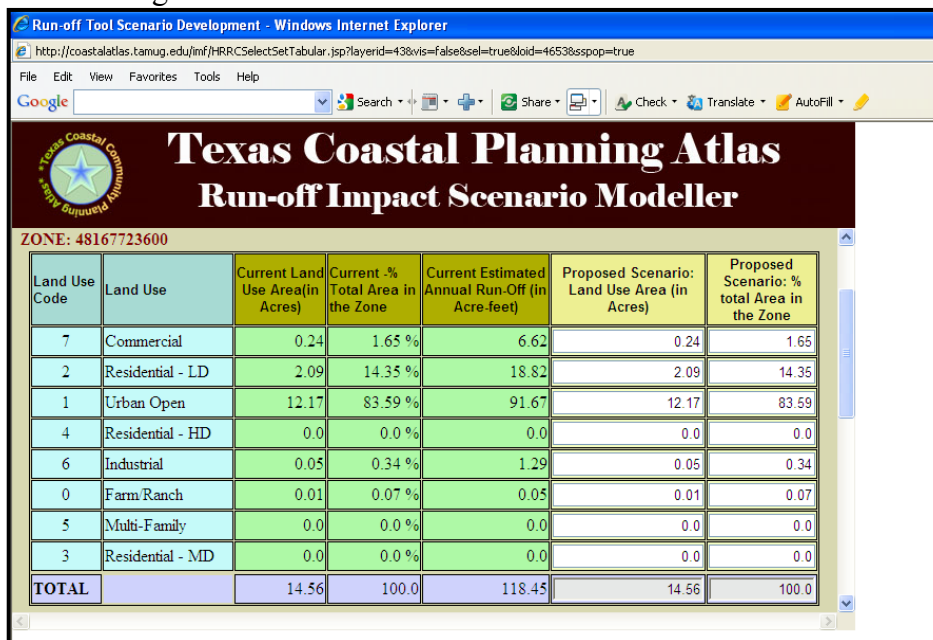 Run-off Tool Scenario Development - Windows Internet Explorer
http://coastalatlas.tamug.edu/imf/HRRCSelectSetTabular.jsp?layerid=43&vis=false&sel=true&loid=4653&sspop=true
File Edit View Favorites Tools Help
Google Search Share Check Translate AutoFill
Texas Coastal Community Planning Atlas
Texas Coastal Planning Atlas
Run-off Impact Scenario Modeller
ZONE: 48167723600
Land Use Code Land Use Current Land Use Area(in Acres) Current -% Total Area in the Zone Current Estimated Annual Run-Off (in Acre-feet) Proposed Scenario: Land Use Area (in Acres) Proposed Scenario: % total Area in the Zone
7 Commercial 0.24 1.65 % 6.62 0.24 1.65
2 Residential - LD 2.09 14.35 % 18.82 2.09 14.35
1 Urban Open 12.17 83.59 % 91.67 12.17 83.59
4 Residential - HD 0.0 0.0 % 0.0 0.0 0.0
6 Industrial 0.05 0.34 % 1.29 0.05 0.34
0 Farm/Ranch 0.01 0.07 % 0.05 0.01 0.07
5 Multi-Family 0.0 0.0 % 0.0 0.0 0.0
3 Residential - MD 0.0 0.0 % 0.0 0.0 0.0
TOTAL 14.56 100.0 118.45 14.56 100.0